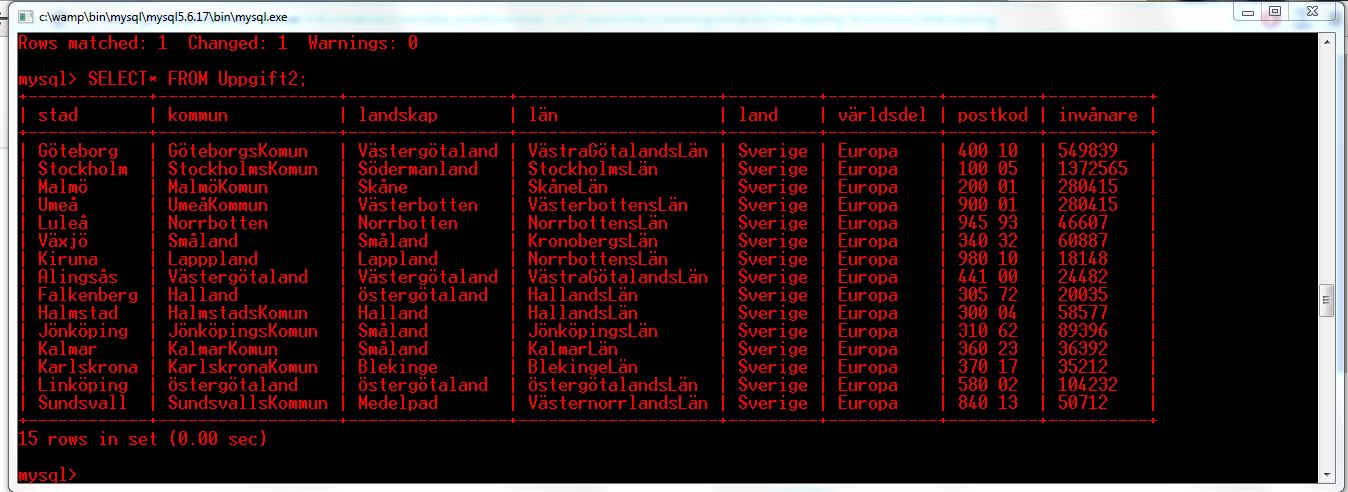 c:\wamp\bin\mysql\mysql5.6.17\bin\mysql.exe
Rows matched: 1  Changed: 1  Warnings: 0
mysql> SELECT* FROM Uppgift2;
| stad | kommun | landskap | län | land | världsdel | postkod | invånare |
| Göteborg | GöteborgsKomun | Västergötaland | VästraGötalandsLän | Sverige | Europa | 400 10 | 549839 |
| Stockholm | StockholmsKomun | Södermanland | StockholmsLän | Sverige | Europa | 100 05 | 1372565 |
| Malmö | MalmöKomun | Skåne | SkåneLän | Sverige | Europa | 200 01 | 280415 |
| Umeå | UmeåKommun | Västerbotten | VästerbottensLän | Sverige | Europa | 900 01 | 280415 |
| Luleå | Norrbotten | Norrbotten | NorrbottensLän | Sverige | Europa | 945 93 | 46607 |
| Växjö | Småland | Småland | KronobergsLän | Sverige | Europa | 340 32 | 60887 |
| Kiruna | Lapppland | Lappland | NorrbottensLän | Sverige | Europa | 980 10 | 18148 |
| Alingsås | Västergötaland | Västergötaland | VästraGötalandsLän | Sverige | Europa | 441 00 | 24482 |
| Falkenberg | Halland | östergötaland | HallandsLän | Sverige | Europa | 305 72 | 20035 |
| Halmstad | HalmstadsKomun | Halland | HallandsLän | Sverige | Europa | 300 04 | 58577 |
| Jönköping | JönköpingsKomun | Småland | JönköpingsLän | Sverige | Europa | 310 62 | 89396 |
| Kalmar | KalmarKomun | Småland | KalmarLän | Sverige | Europa | 360 23 | 36392 |
| Karlskrona | KarlskronaKomun | Blekinge | BlekingeLän | Sverige | Europa | 370 17 | 35212 |
| Linköping | östergötaland | östergötaland | östergötalandsLän | Sverige | Europa | 580 02 | 104232 |
| Sundsvall | SundsvallsKommun | Medelpad | VästernorrlandsLän | Sverige | Europa | 840 13 | 50712 |
15 rows in set (0.00 sec)
mysql>